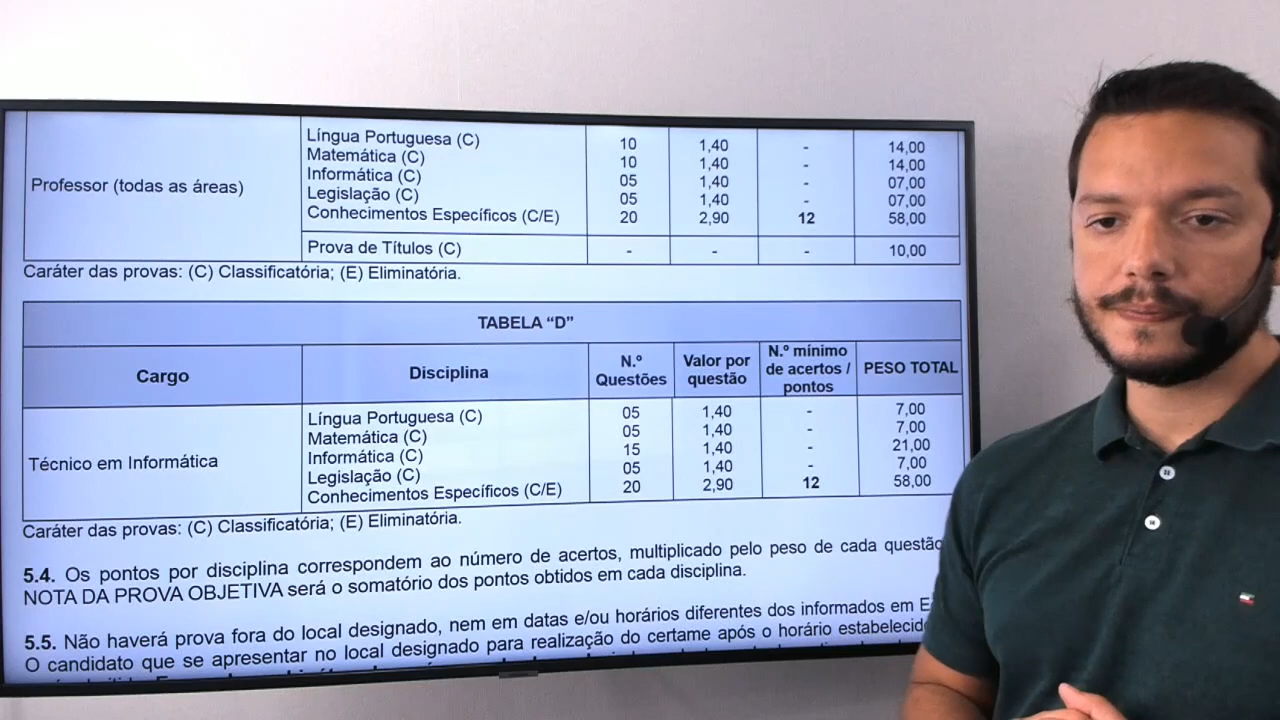 Professor (todas as áreas)
Língua Portuguesa (C) 10 1,40 - 14,00
Matemática (C) 10 1,40 - 14,00
Informática (C) 05 1,40 - 07,00
Legislação (C) 05 1,40 - 07,00
Conhecimentos Específicos (C/E) 20 2,90 12 58,00
Prova de Títulos (C) - - - 10,00
Caráter das provas: (C) Classificatória; (E) Eliminatória.
TABELA “D”
Cargo Disciplina N.º Questões Valor por questão N.º mínimo de acertos / pontos PESO TOTAL
Técnico em Informática
Língua Portuguesa (C) 05 1,40 - 7,00
Matemática (C) 05 1,40 - 7,00
Informática (C) 15 1,40 - 21,00
Legislação (C) 05 1,40 - 7,00
Conhecimentos Específicos (C/E) 20 2,90 12 58,00
Caráter das provas: (C) Classificatória; (E) Eliminatória.
5.4. Os pontos por disciplina correspondem ao número de acertos, multiplicado pelo peso de cada questão
NOTA DA PROVA OBJETIVA será o somatório dos pontos obtidos em cada disciplina.
5.5. Não haverá prova fora do local designado, nem em datas e/ou horários diferentes dos informados em
O candidato que se apresentar no local designado para realização do certame após o horário